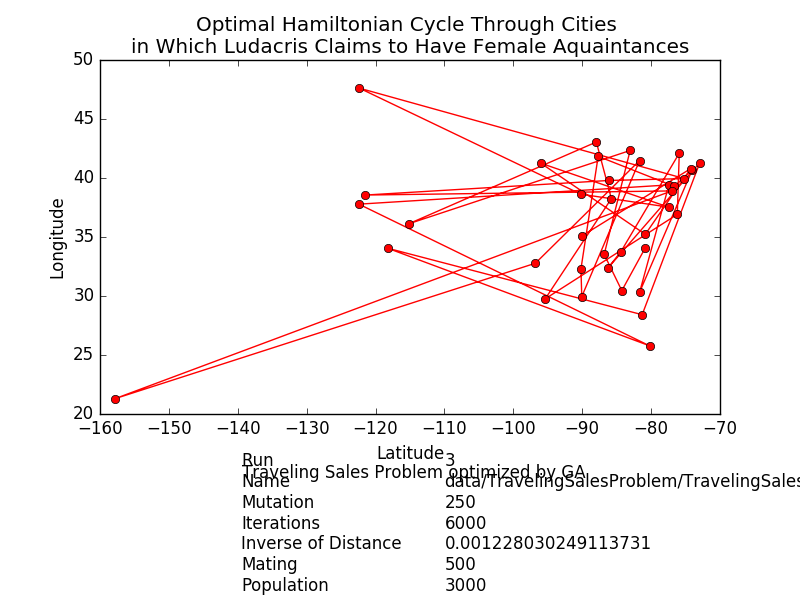 Optimal Hamiltonian Cycle Through Cities
in Which Ludacris Claims to Have Female Aquaintances
50
45
40
35
30
25
20
Longitude
−160 −150 −140 −130 −120 −110 −100 −90 −80 −70
Latitude
Run 3
Traveling Sales Problem optimized by GA
Name data/TravelingSalesProblem/TravelingSales
Mutation 250
Iterations 6000
Inverse of Distance 0.001228030249113731
Mating 500
Population 3000